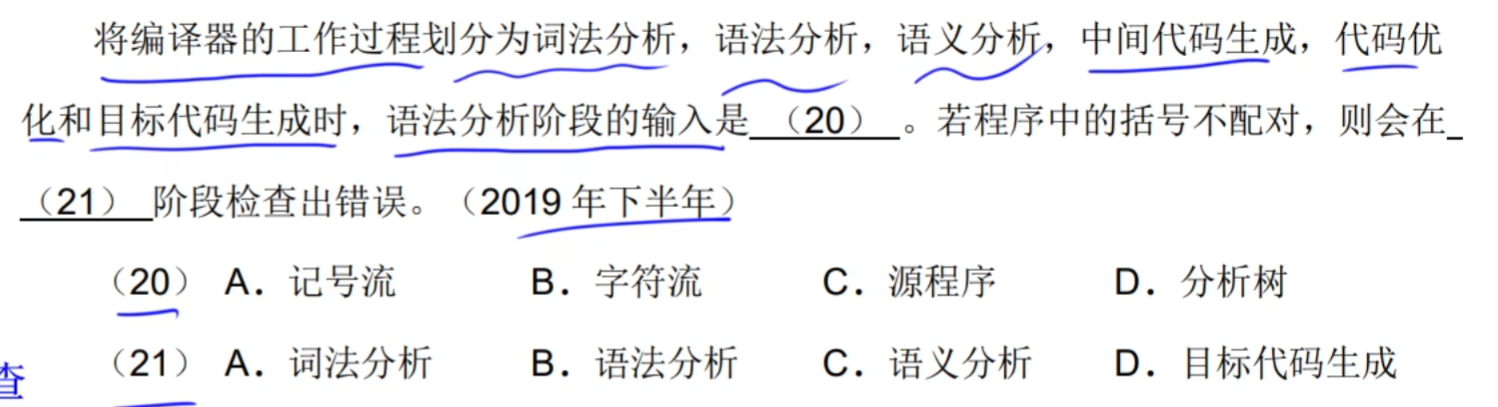 将编译器的工作过程划分为词法分析，语法分析，语义分析，中间代码生成，代码优
化和目标代码生成时，语法分析阶段的输入是（20）。若程序中的括号不配对，则会在
（21）阶段检查出错误。（2019 年下半年）
（20） A．记号流 B．字符流 C．源程序 D．分析树
（21） A．词法分析 B．语法分析 C．语义分析 D．目标代码生成
查